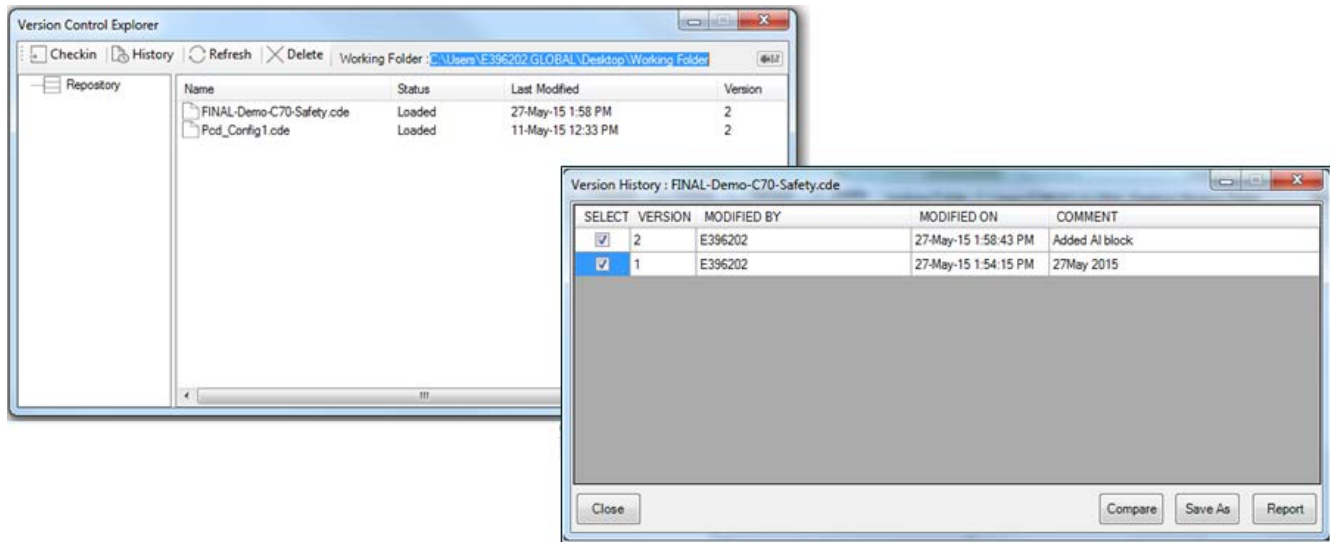 Version Control Explorer
Checkin History Refresh Delete Working Folder : C:\Users\E396202.GLOBAL\Desktop\Working Folder
Repository
Name Status Last Modified Version
FINAL-Demo-C70-Safety.cde Loaded 27-May-15 1:58 PM 2
Pcd_Config1.cde Loaded 11-May-15 12:33 PM 2
Version History : FINAL-Demo-C70-Safety.cde
SELECT VERSION MODIFIED BY MODIFIED ON COMMENT
2 E396202 27-May-15 1:58:43 PM Added AI block
1 E396202 27-May-15 1:54:15 PM 27May 2015
Close Compare Save As Report